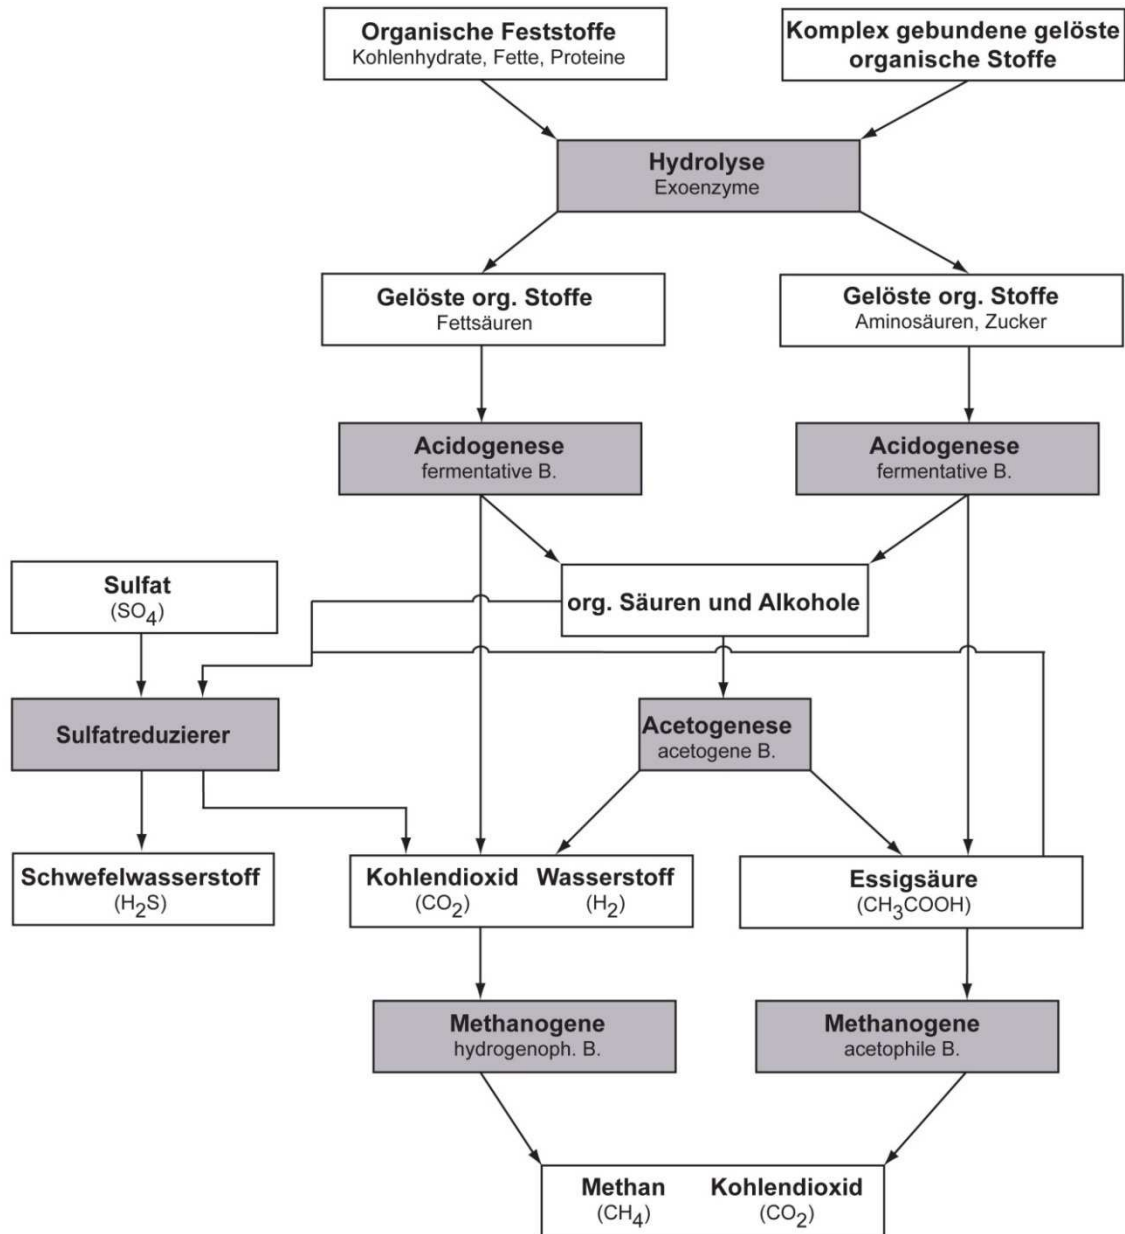 Organische Feststoffe
Kohlenhydrate, Fette, Proteine
Komplex gebundene gelöste
organische Stoffe
Hydrolyse
Exoenzyme
Gelöste org. Stoffe
Fettsäuren
Gelöste org. Stoffe
Aminosäuren, Zucker
Acidogenese
fermentative B.
Acidogenese
fermentative B.
Sulfat
(SO4)
org. Säuren und Alkohole
Sulfatreduzierer
Acetogenese
acetogene B.
Schwefelwasserstoff
(H2S)
Kohlendioxid Wasserstoff
(CO2) (H2)
Essigsäure
(CH3COOH)
Methanogene
hydrogenoph. B.
Methanogene
acetophile B.
Methan Kohlendioxid
(CH4) (CO2)